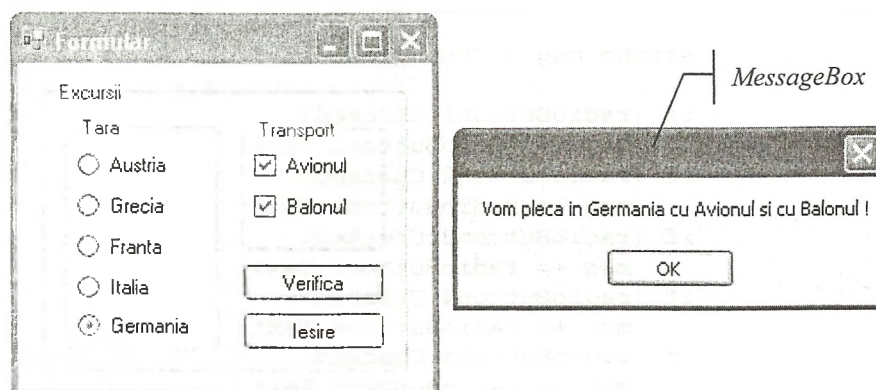 Formular
Excursii
Tara
Austria
Grecia
Franta
Italia
Germania
Transport
Avionul
Balonul
Verifica
Iesire
MessageBox
Vom pleca in Germania cu Avionul si cu Balonul !
OK